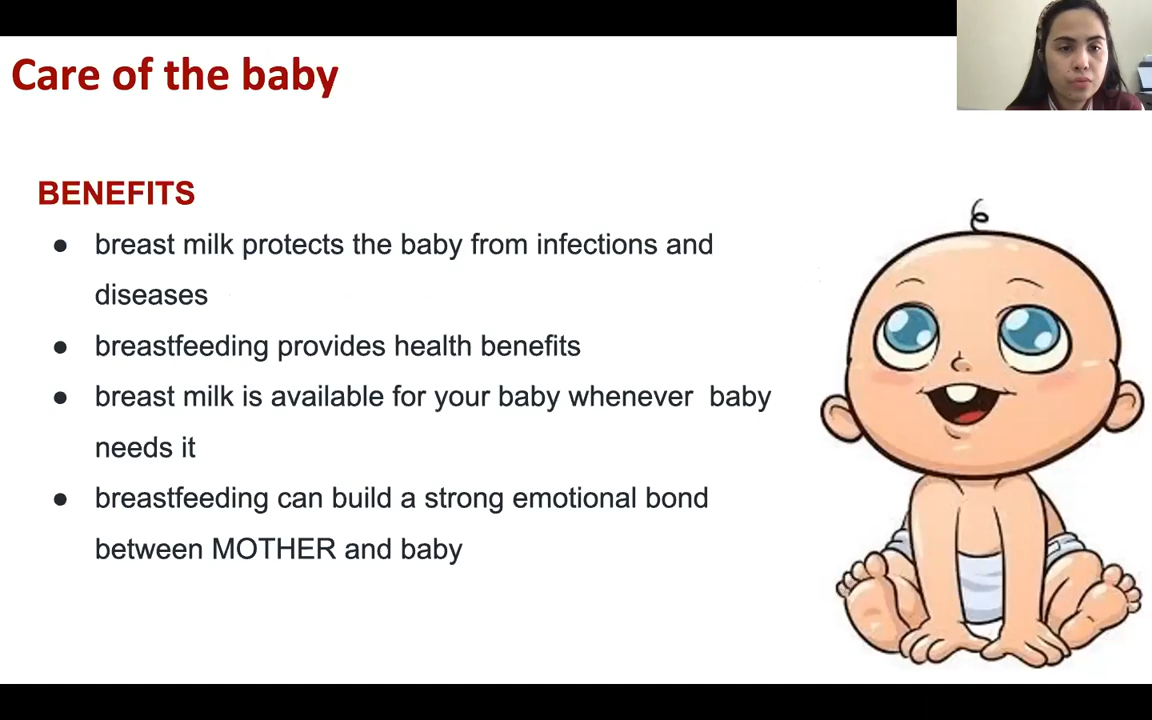 Care of the baby
BENEFITS
● breast milk protects the baby from infections and
diseases
● breastfeeding provides health benefits
● breast milk is available for your baby whenever  baby
needs it
● breastfeeding can build a strong emotional bond
between MOTHER and baby